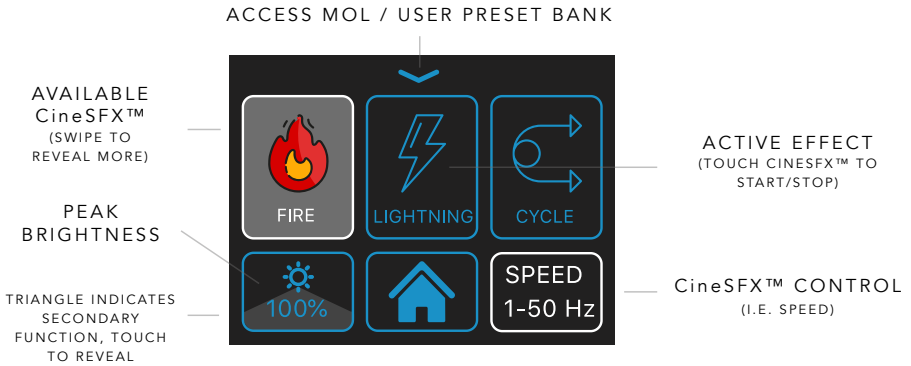 ACCESS MOL / USER PRESET BANK
AVAILABLE
CineSFX™
(SWIPE TO
REVEAL MORE)
FIRE
LIGHTNING
CYCLE
ACTIVE EFFECT
(TOUCH CINESFX™ TO
START/STOP)
PEAK
BRIGHTNESS
100%
SPEED
1-50 Hz
CineSFX™ CONTROL
(I.E. SPEED)
TRIANGLE INDICATES
SECONDARY
FUNCTION, TOUCH
TO REVEAL